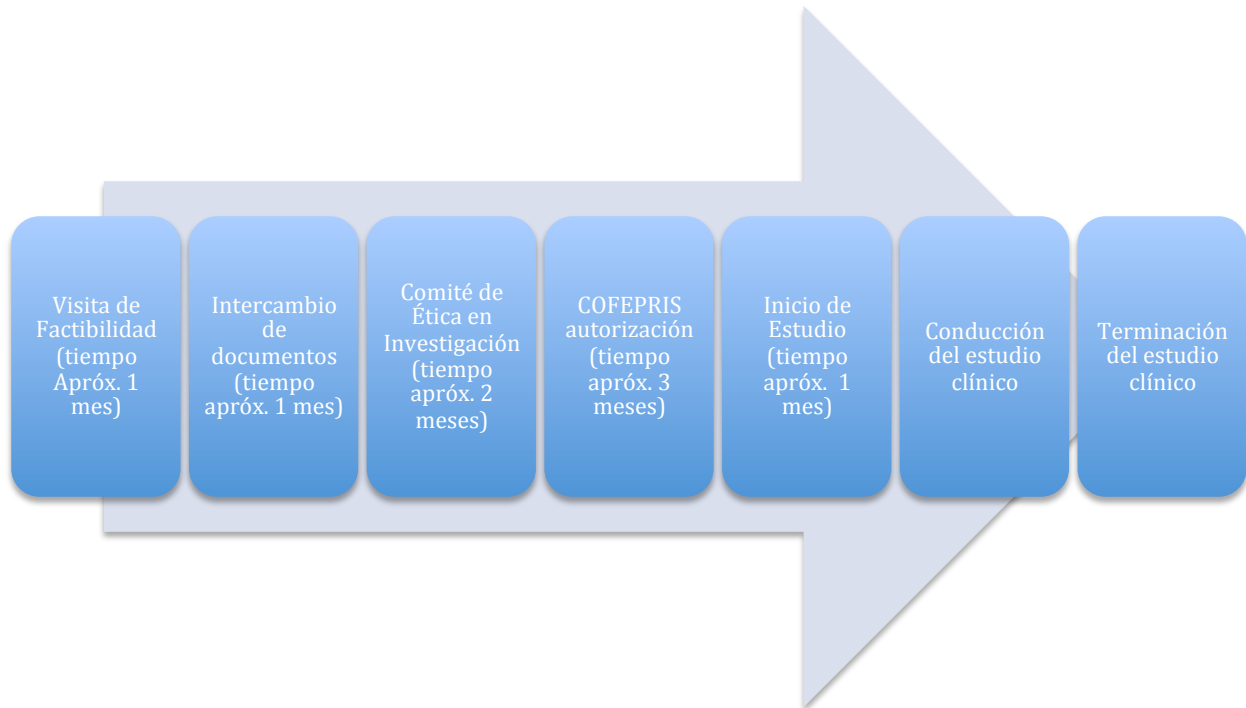 Visita de
Factibilidad
(tiempo
Apróx. 1
mes)
Intercambio
de
documentos
(tiempo
apróx. 1 mes)
Comité de
Ética en
Investigación
(tiempo
apróx. 2
meses)
COFEPRIS
autorización
(tiempo
apróx. 3
meses)
Inicio de
Estudio
(tiempo
apróx. 1
mes)
Conducción
del estudio
clínico
Terminación
del estudio
clínico